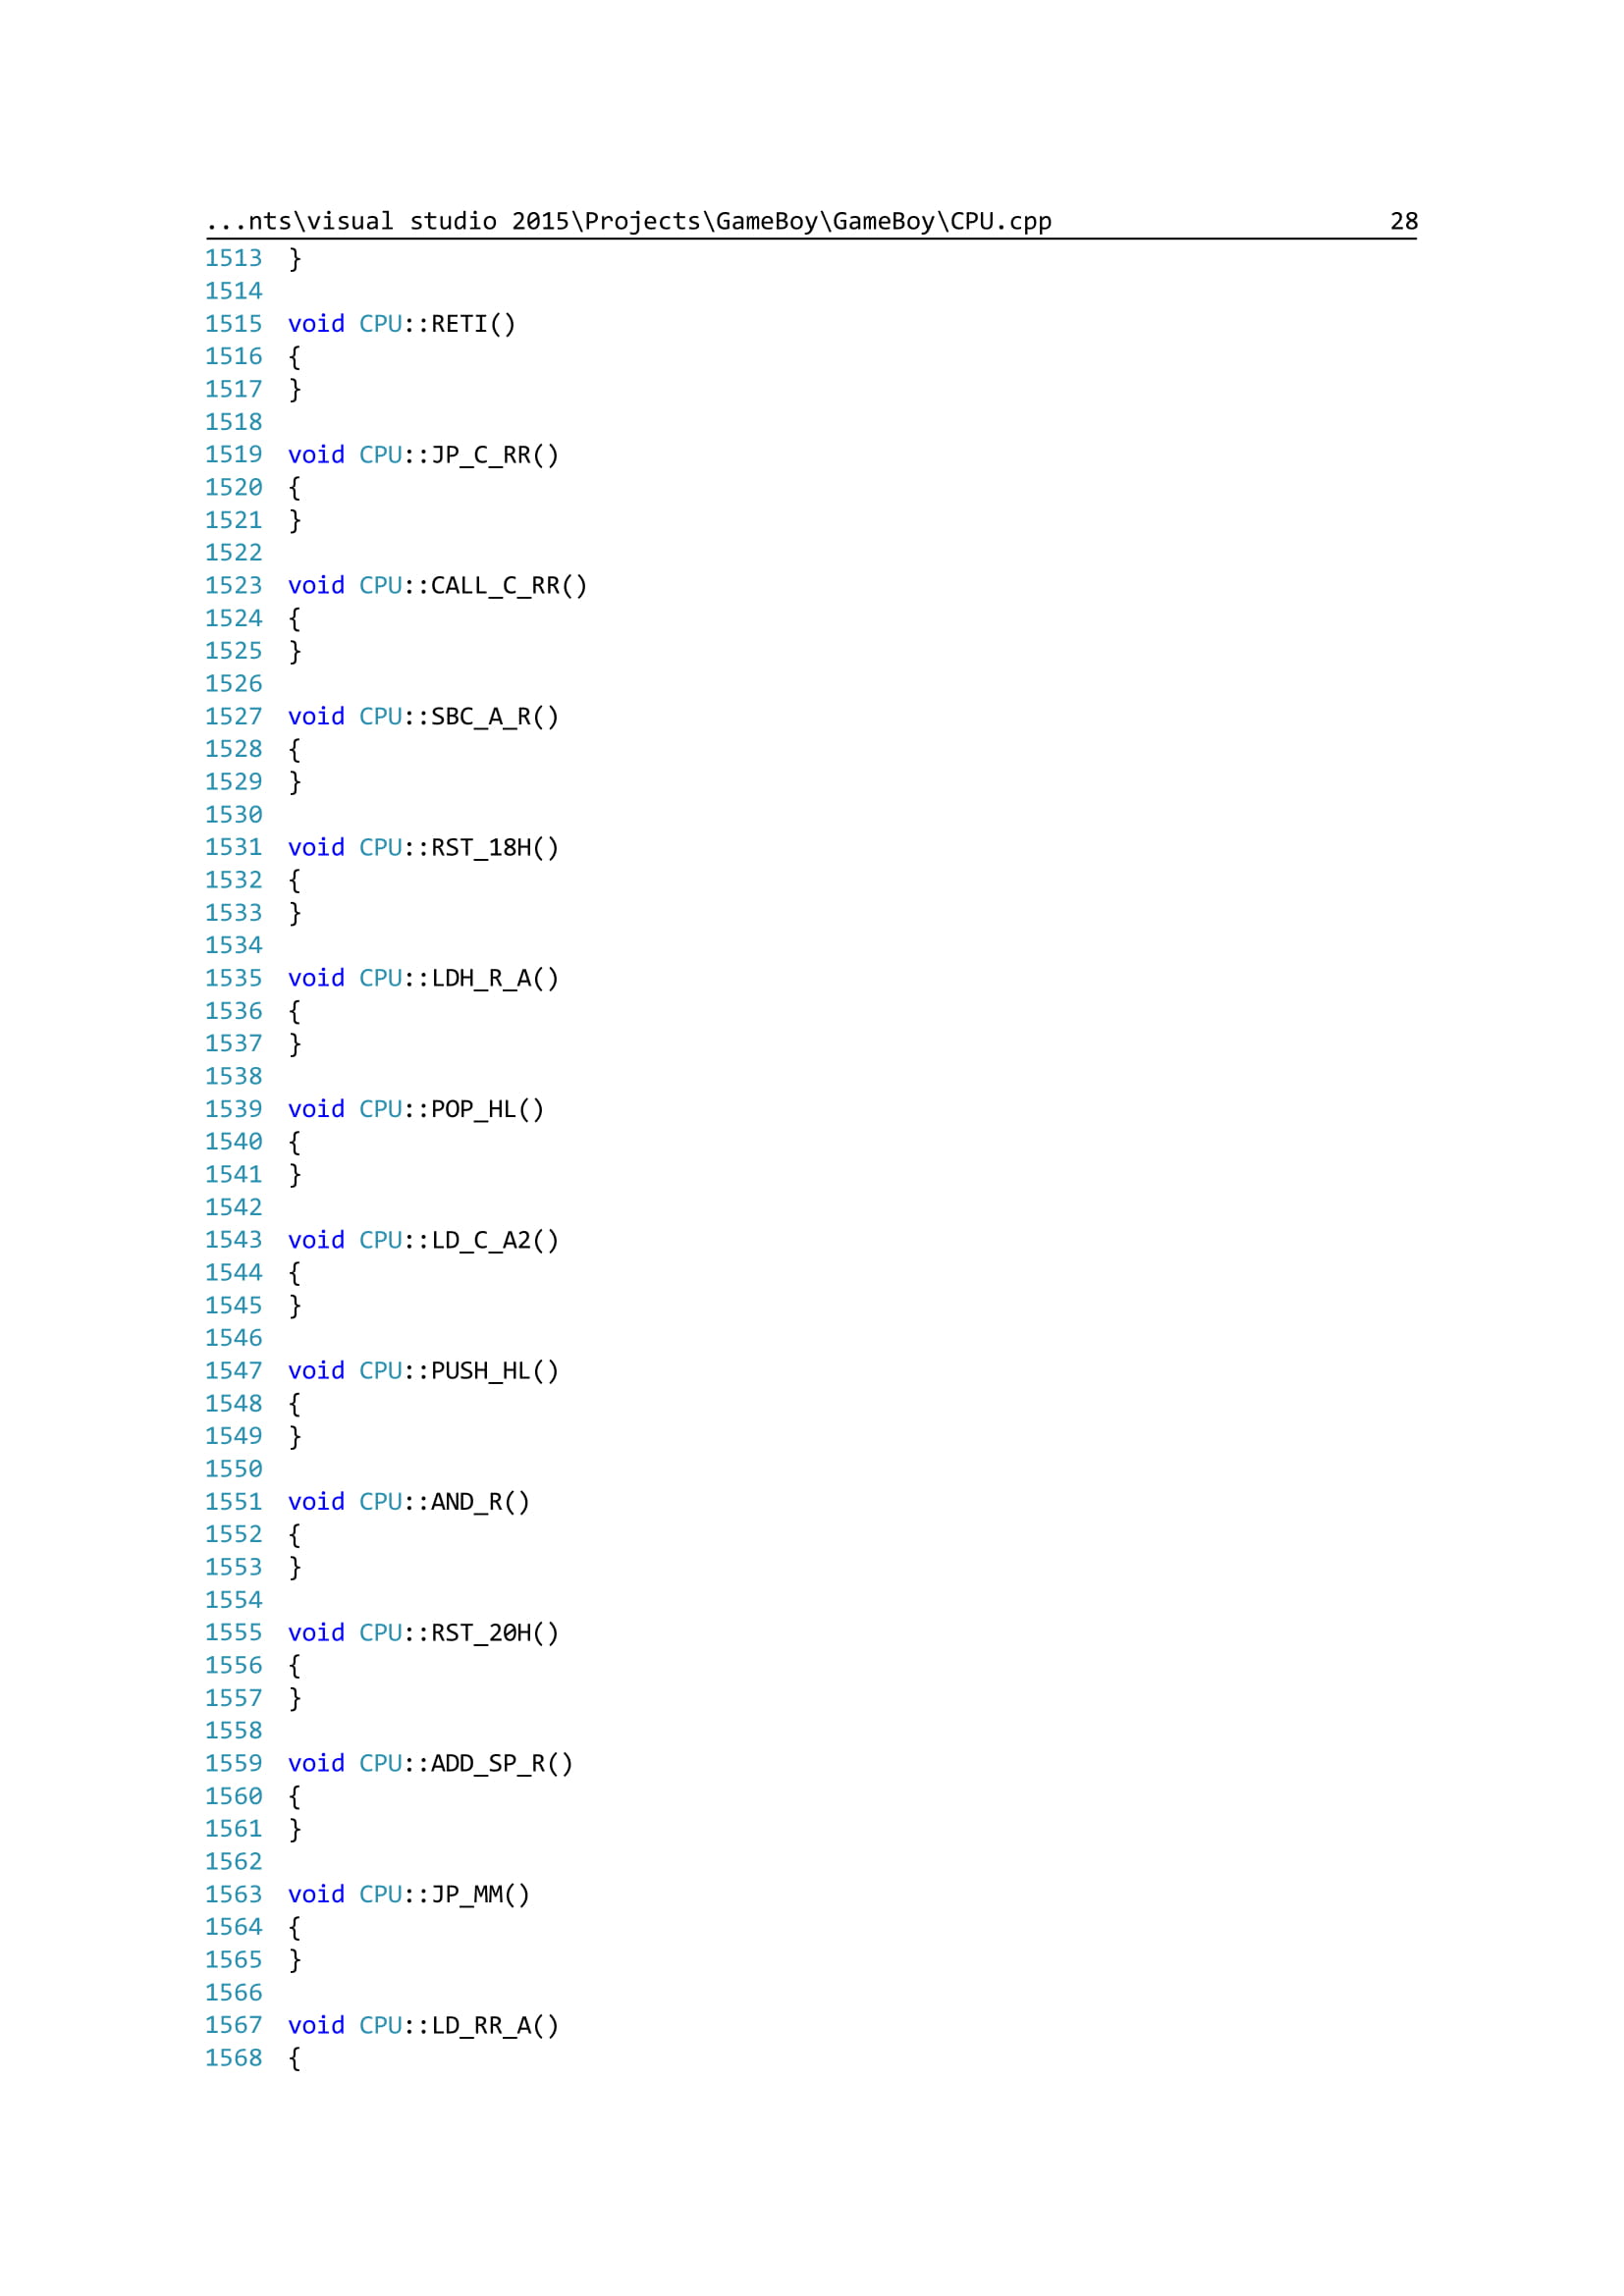 ...nts\visual studio 2015\Projects\GameBoy\GameBoy\CPU.cpp 28
1513 }
1514
1515 void CPU::RETI()
1516 {
1517 }
1518
1519 void CPU::JP_C_RR()
1520 {
1521 }
1522
1523 void CPU::CALL_C_RR()
1524 {
1525 }
1526
1527 void CPU::SBC_A_R()
1528 {
1529 }
1530
1531 void CPU::RST_18H()
1532 {
1533 }
1534
1535 void CPU::LDH_R_A()
1536 {
1537 }
1538
1539 void CPU::POP_HL()
1540 {
1541 }
1542
1543 void CPU::LD_C_A2()
1544 {
1545 }
1546
1547 void CPU::PUSH_HL()
1548 {
1549 }
1550
1551 void CPU::AND_R()
1552 {
1553 }
1554
1555 void CPU::RST_20H()
1556 {
1557 }
1558
1559 void CPU::ADD_SP_R()
1560 {
1561 }
1562
1563 void CPU::JP_MM()
1564 {
1565 }
1566
1567 void CPU::LD_RR_A()
1568 {